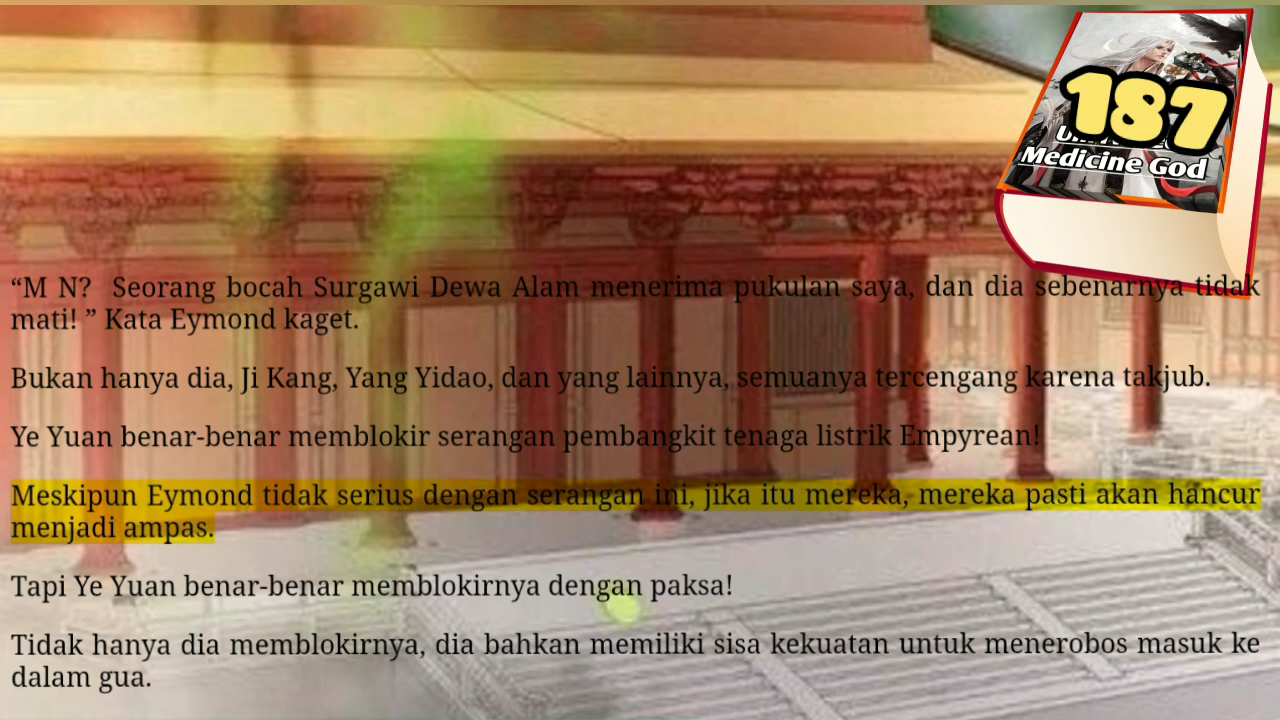 187
Medicine God
“M N?  Seorang bocah Surgawi Dewa Alam menerima pukulan saya, dan dia sebenarnya tidak
mati! ” Kata Eymond kaget.
Bukan hanya dia, Ji Kang, Yang Yidao, dan yang lainnya, semuanya tercengang karena takjub.
Ye Yuan benar-benar memblokir serangan pembangkit tenaga listrik Empyrean!
Meskipun Eymond tidak serius dengan serangan ini, jika itu mereka, mereka pasti akan hancur
menjadi ampas.
Tapi Ye Yuan benar-benar memblokirnya dengan paksa!
Tidak hanya dia memblokirnya, dia bahkan memiliki sisa kekuatan untuk menerobos masuk ke
dalam gua.